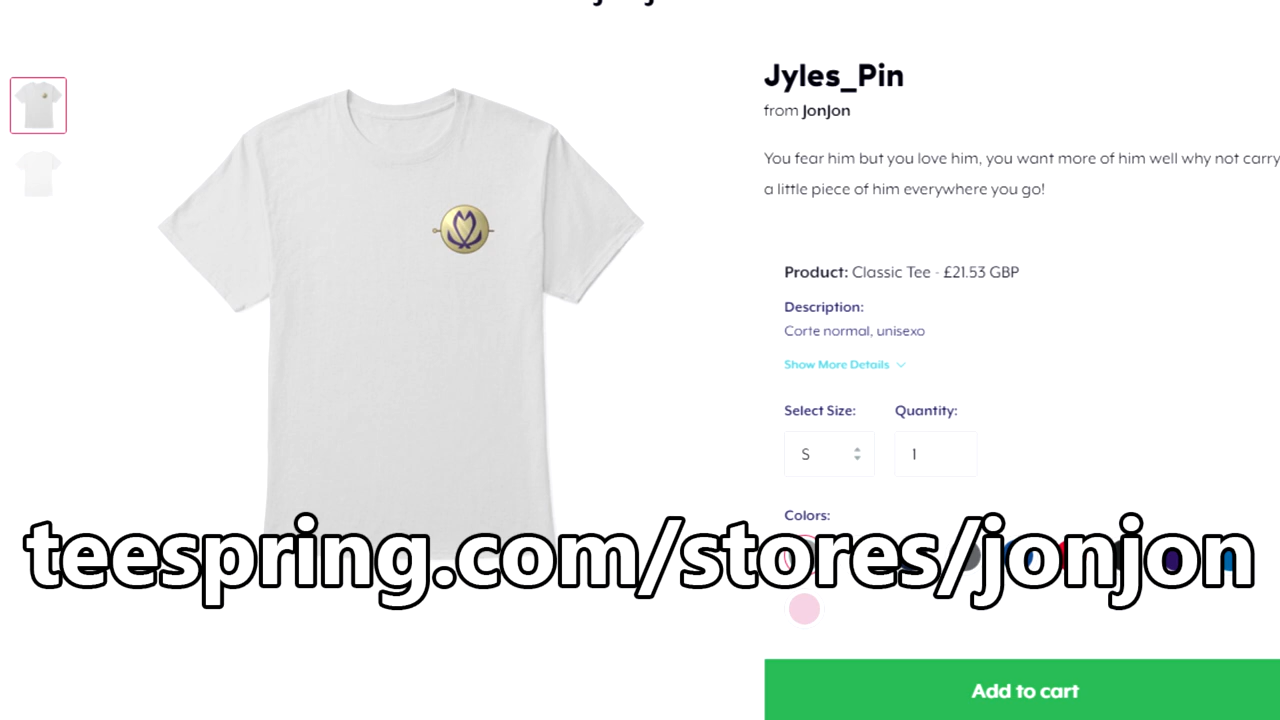 Jyles_Pin
from JonJon
You fear him but you love him, you want more of him well why not carry
a little piece of him everywhere you go!
Product: Classic Tee - £21.53 GBP
Description:
Corte normal, unisexo
Show More Details
Select Size: Quantity:
S 1
Colors:
teespring.com/stores/jonjon
Add to cart